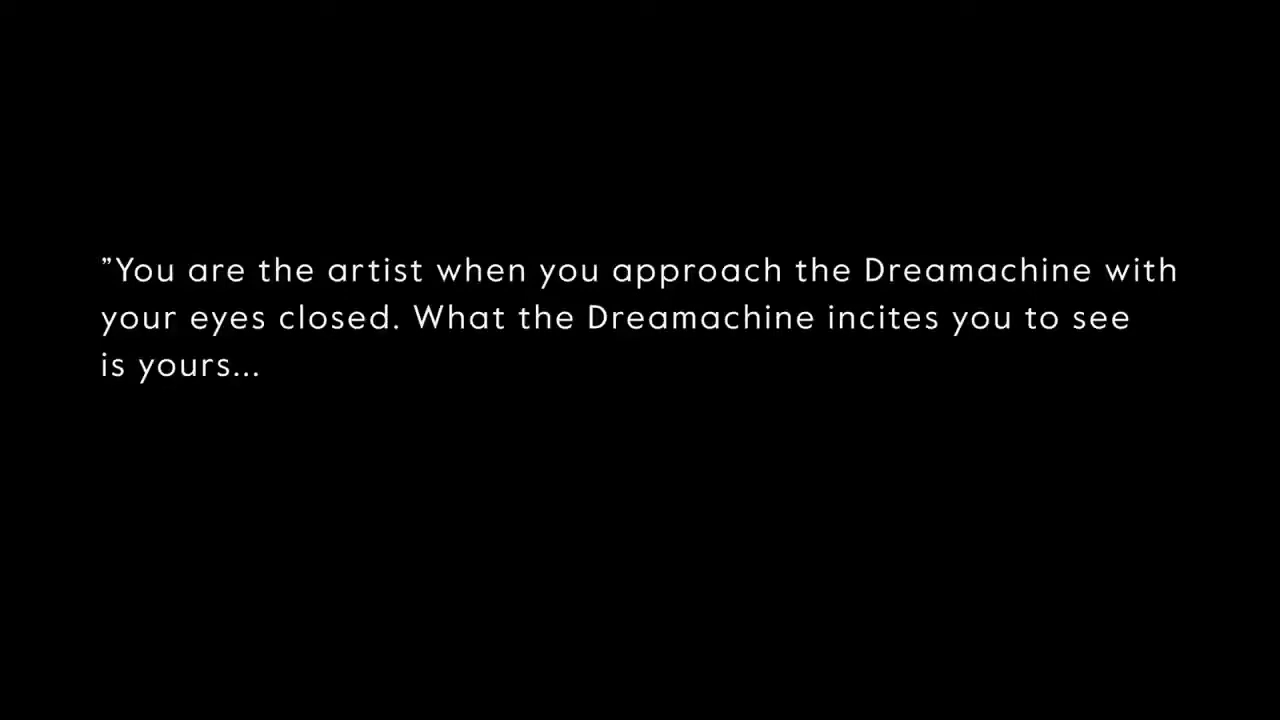 ”You are the artist when you approach the Dreamachine with
your eyes closed. What the Dreamachine incites you to see
is yours...